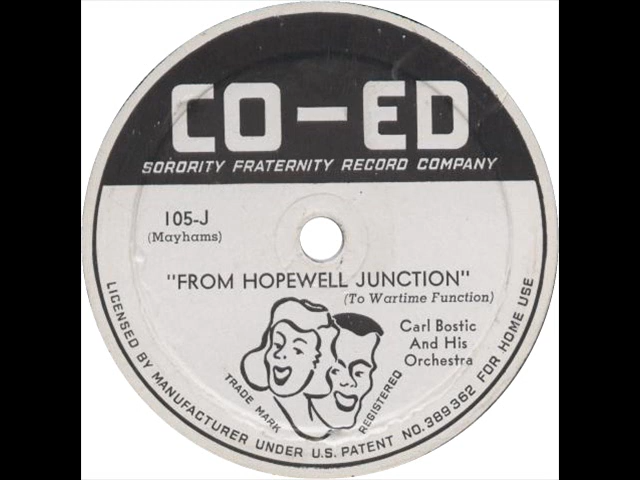 CO-ED
SORORITY FRATERNITY RECORD COMPANY
105-J
(Mayhams)
"FROM HOPEWELL JUNCTION"
(To Wartime Function)
Carl Bostic
And His
Orchestra
TRADE MARK
REGISTERED
LICENSED BY MANUFACTURER UNDER U.S. PATENT NO. 389362 FOR HOME USE